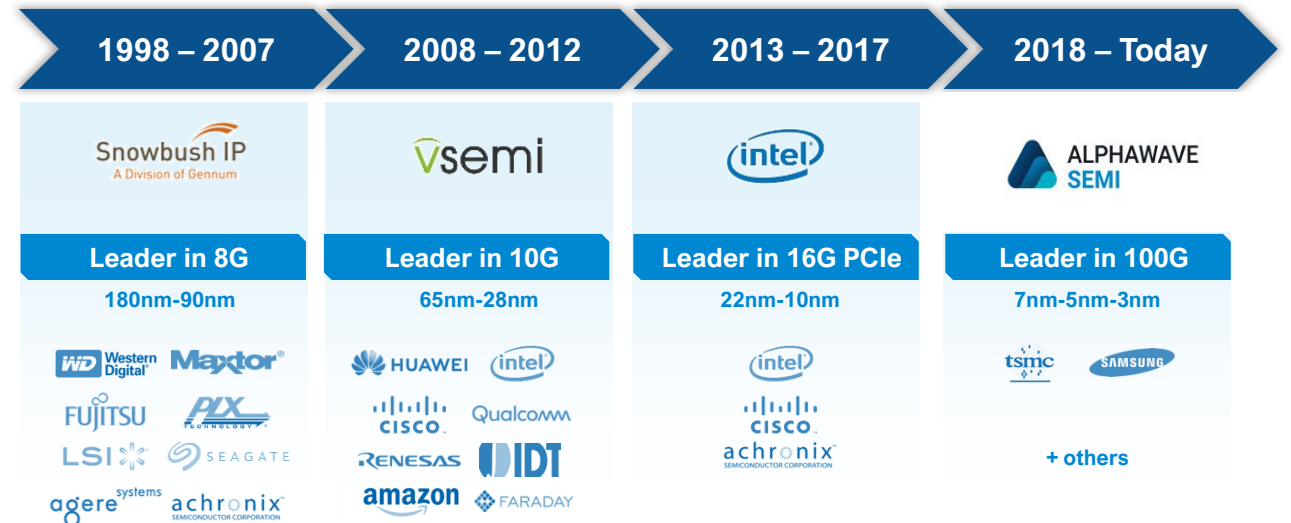 1998 – 2007
2008 – 2012
2013 – 2017
2018 – Today
Snowbush IP
A Division of Gennum
vsemi
intel
ALPHAWAVE
SEMI
Leader in 8G
Leader in 10G
Leader in 16G PCIe
Leader in 100G
180nm-90nm
65nm-28nm
22nm-10nm
7nm-5nm-3nm
WD Western
Digital
Maxtor®
FUJITSU
PLX
TECHNOLOGY
LSI
SEAGATE
agere systems
achronix
SEMICONDUCTOR CORPORATION
HUAWEI
intel
CISCO
Qualcomm
RENESAS
IDT
amazon
FARADAY
intel
CISCO
achronix
SEMICONDUCTOR CORPORATION
tsmc
SAMSUNG
+ others